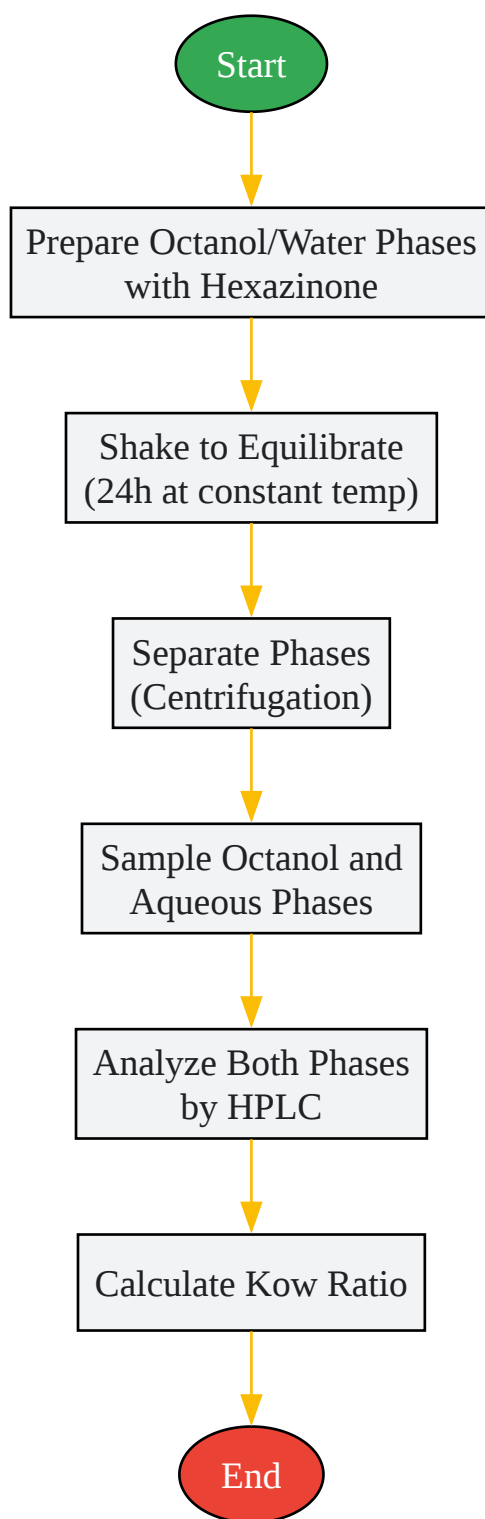 Start
Prepare Octanol/Water Phases
with Hexazinone
Shake to Equilibrate
(24h at constant temp)
Separate Phases
(Centrifugation)
Sample Octanol and
Aqueous Phases
Analyze Both Phases
by HPLC
Calculate Kow Ratio
End